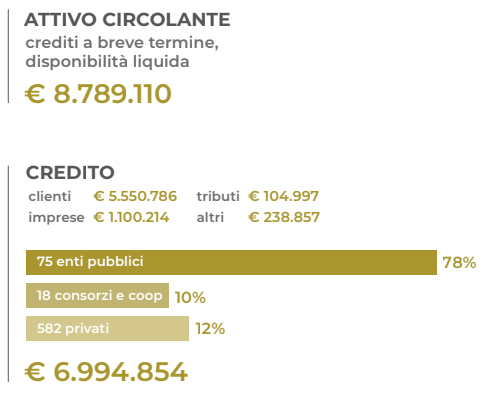 ATTIVO CIRCOLANTE
crediti a breve termine,
disponibilità liquida
€ 8.789.110
CREDITO
clienti € 5.550.786 tributi € 104.997
imprese € 1.100.214 altri € 238.857
75 enti pubblici 78%
18 consorzi e coop 10%
582 privati 12%
€ 6.994.854